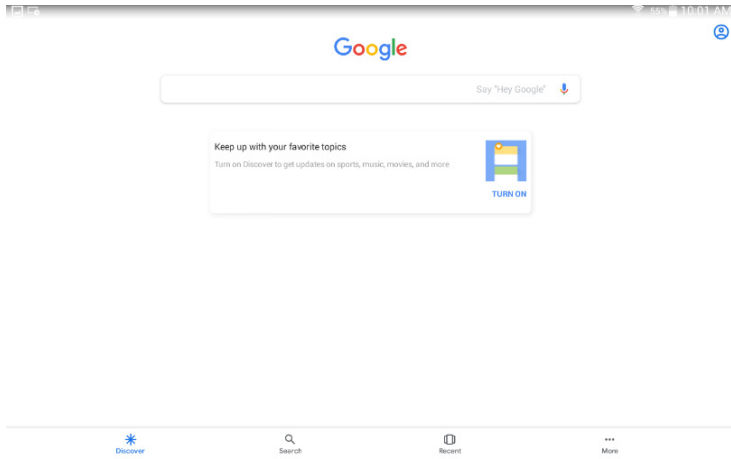 55% 10:01 AM
Google
Say "Hey Google"
Keep up with your favorite topics
Turn on Discover to get updates on sports, music, movies, and more
TURN ON
Discover
Search
Recent
More